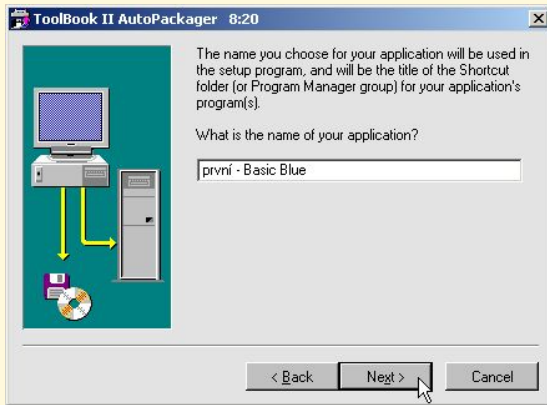 ToolBook II AutoPackager 8:20
The name you choose for your application will be used in
the setup program, and will be the title of the Shortcut
folder (or Program Manager group) for your application's
program(s).
What is the name of your application?
první - Basic Blue
< Back
Next >
Cancel